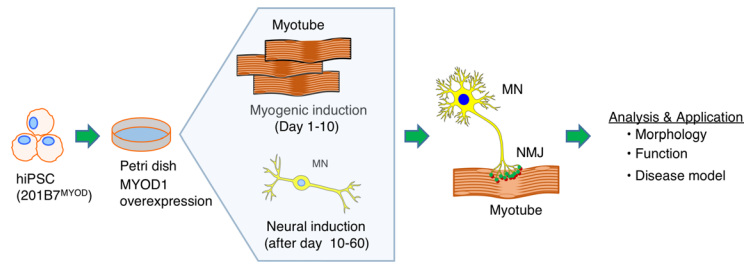 hiPSC
(201B7MYOD)
Petri dish
MYOD1
overexpression
Myotube
Myogenic induction
(Day 1-10)
MN
Neural induction
(after day 10-60)
MN
NMJ
Myotube
Analysis & Application
• Morphology
• Function
• Disease model